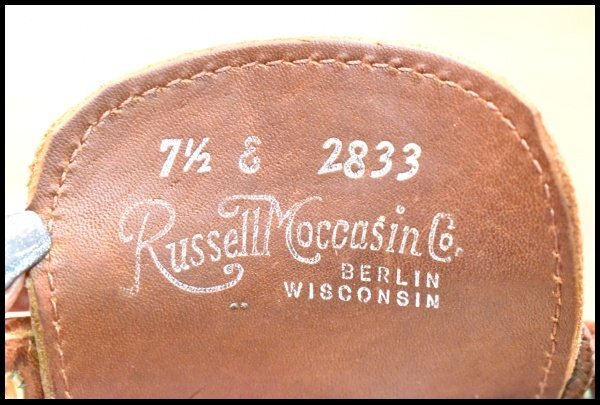 7½ E 2833
Russell Moccasin Co.
BERLIN
WISCONSIN